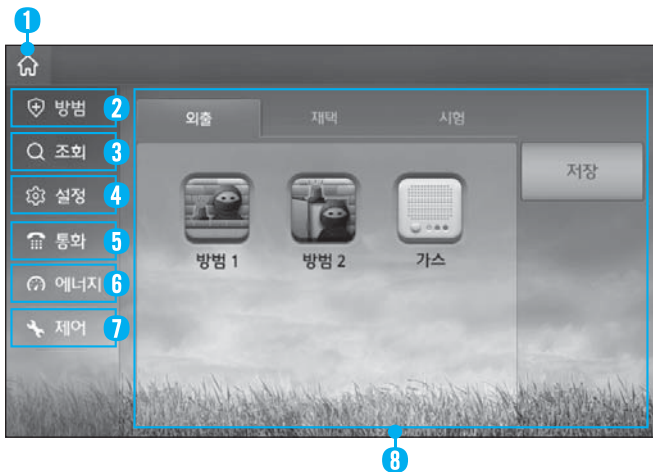 1
방범 2
조회 3
설정 4
통화 5
에너지 6
제어 7
외출 재택 시험
저장
방범 1 방범 2 가스
8